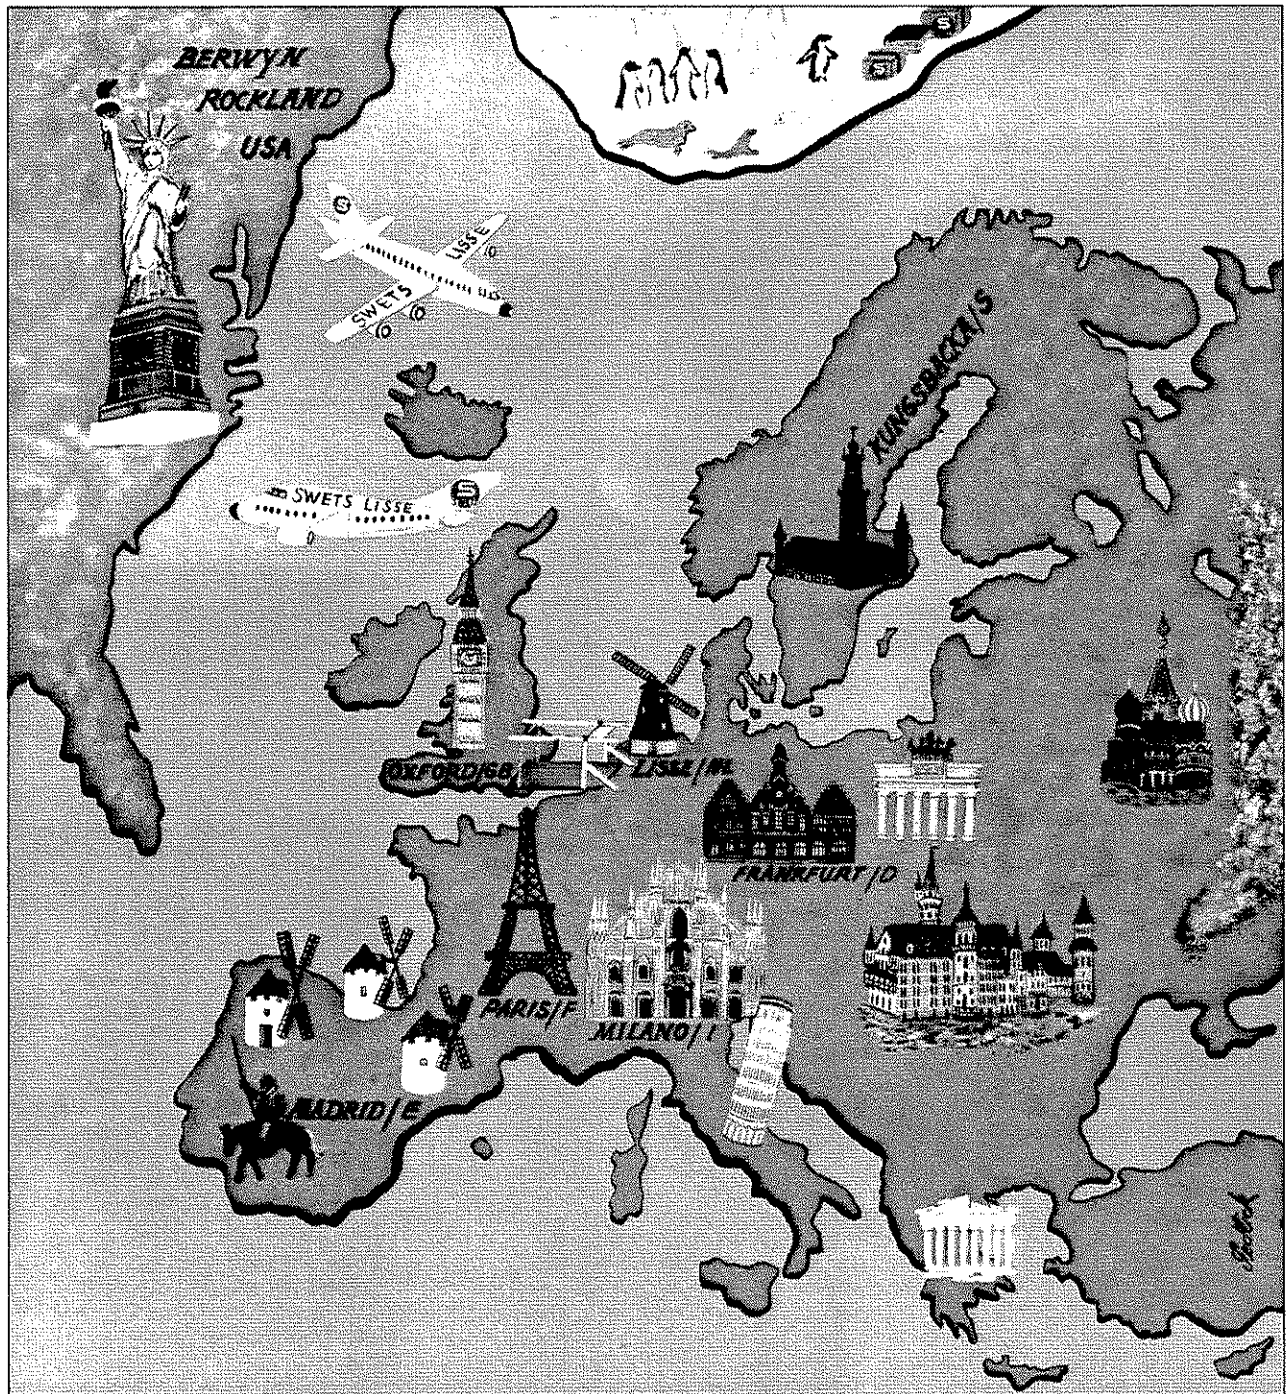 BERWYN
ROCKLAND
USA
S
S
S
LISSE
SWETS
KUNGSBACKA/S
SWETS LISSE
S
OXFORD/GB
LISSE/NL
FRANKFURT/D
PARIS/F
MILANO/I
MADRID/E